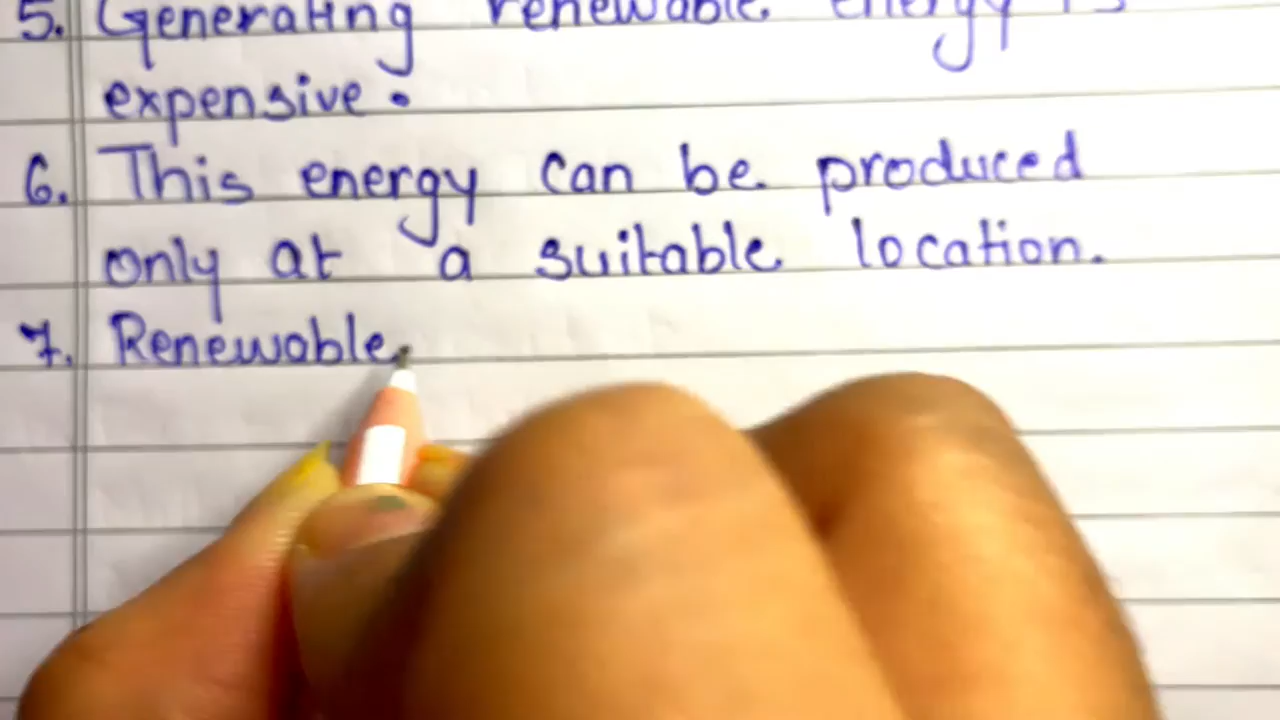 5. Generating renewable energy is
expensive.
6. This energy can be produced
only at a suitable location.
7. Renewable